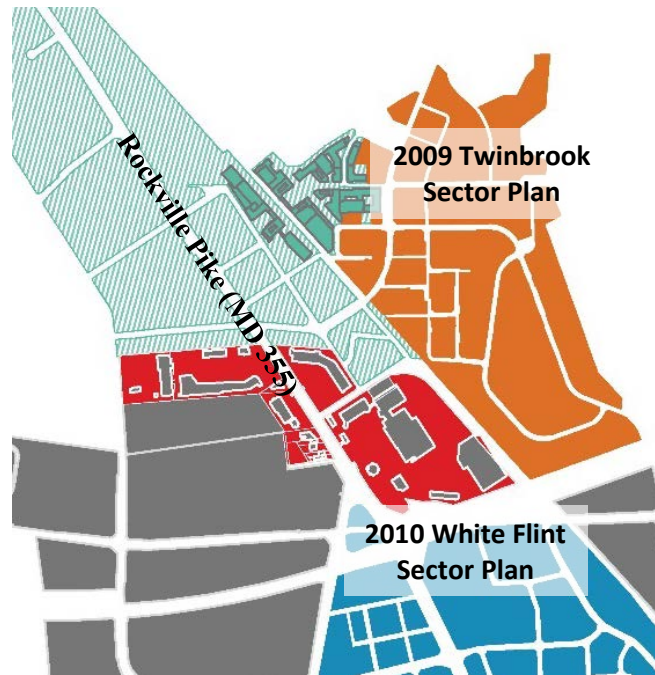 2009 Twinbrook
Sector Plan
Rockville Pike (MD 355)
2010 White Flint
Sector Plan